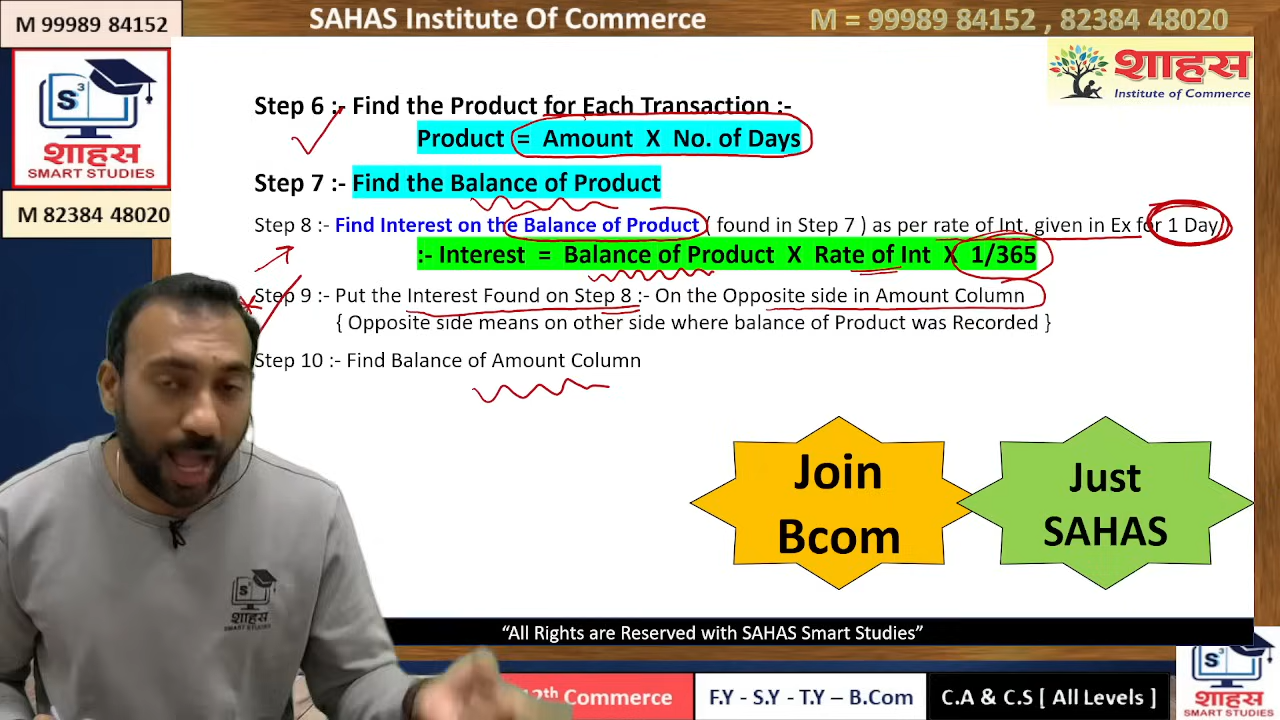 M 99989 84152
SAHAS Institute Of Commerce
M = 99989 84152 , 82384 48020
S³
शाहस
SMART STUDIES
M 82384 48020
शाहस
Institute of Commerce
Step 6 :- Find the Product for Each Transaction :-
Product = Amount X No. of Days
Step 7 :- Find the Balance of Product
Step 8 :- Find Interest on the Balance of Product ( found in Step 7 ) as per rate of Int. given in Ex for 1 Day)
:- Interest = Balance of Product X Rate of Int X 1/365
Step 9 :- Put the Interest Found on Step 8 :- On the Opposite side in Amount Column
{ Opposite side means on other side where balance of Product was Recorded }
Step 10 :- Find Balance of Amount Column
Join
Bcom
Just
SAHAS
शाहस
SMART STUDIES
“All Rights are Reserved with SAHAS Smart Studies”
12th Commerce
F.Y - S.Y - T.Y – B.Com
C.A & C.S [ All Levels ]
S³
शाहस
SMART STUDIES